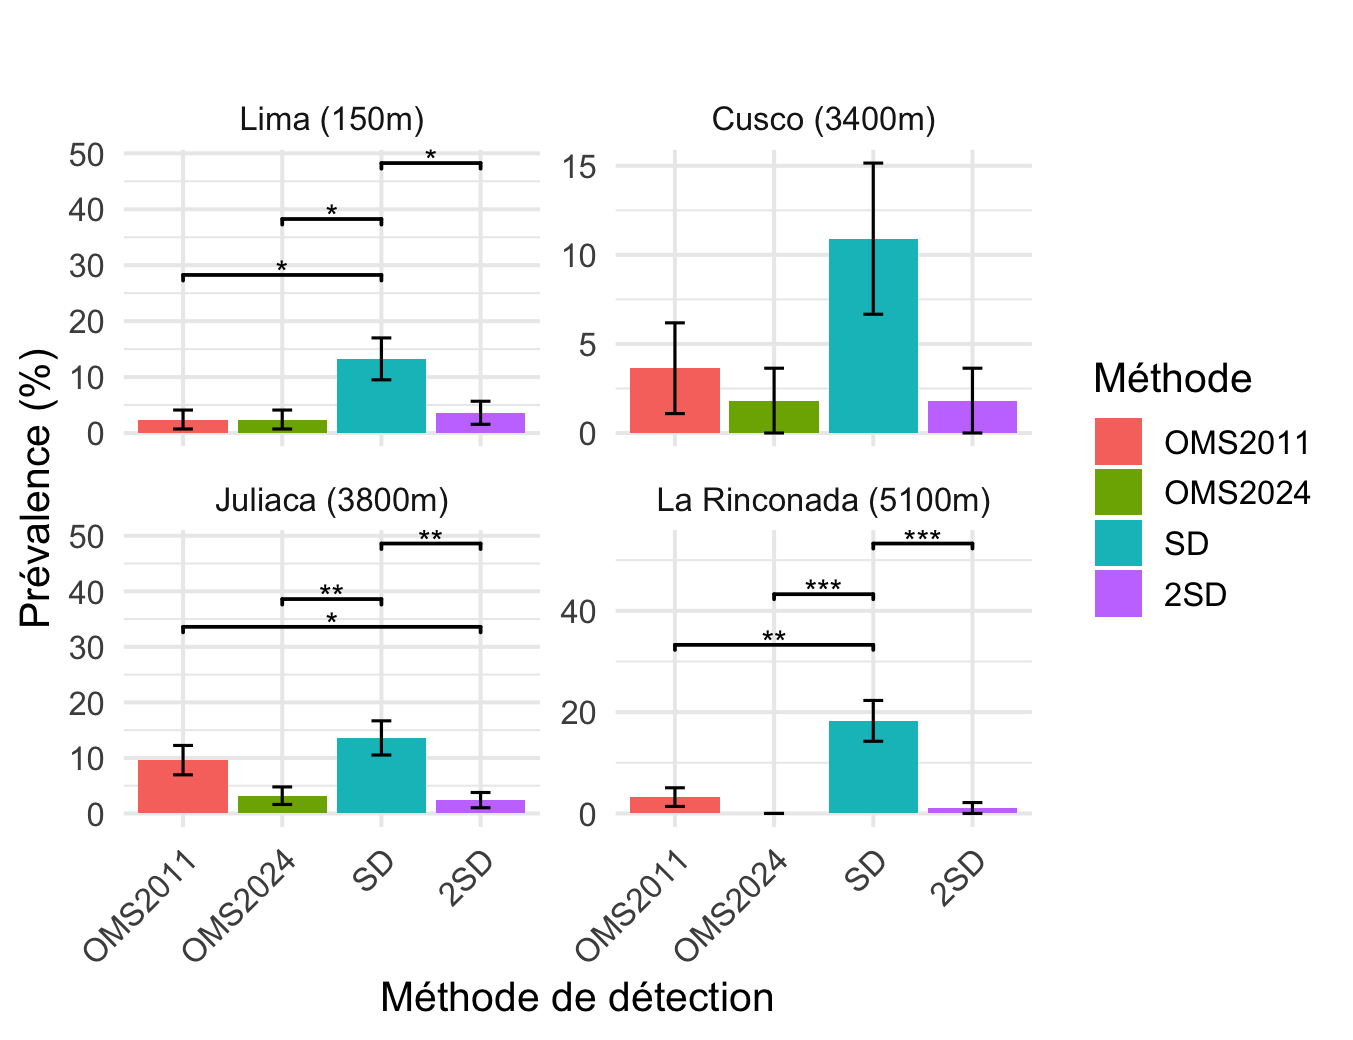 Lima (150m)
Cusco (3400m)
50
40
30
20
10
0
*
*
*
15
10
5
0
Juliaca (3800m)
La Rinconada (5100m)
50
40
30
20
10
0
**
**
*
40
20
0
***
***
**
OMS2011
OMS2024
SD
2SD
OMS2011
OMS2024
SD
2SD
Prévalence (%)
Méthode de détection
Méthode
OMS2011
OMS2024
SD
2SD